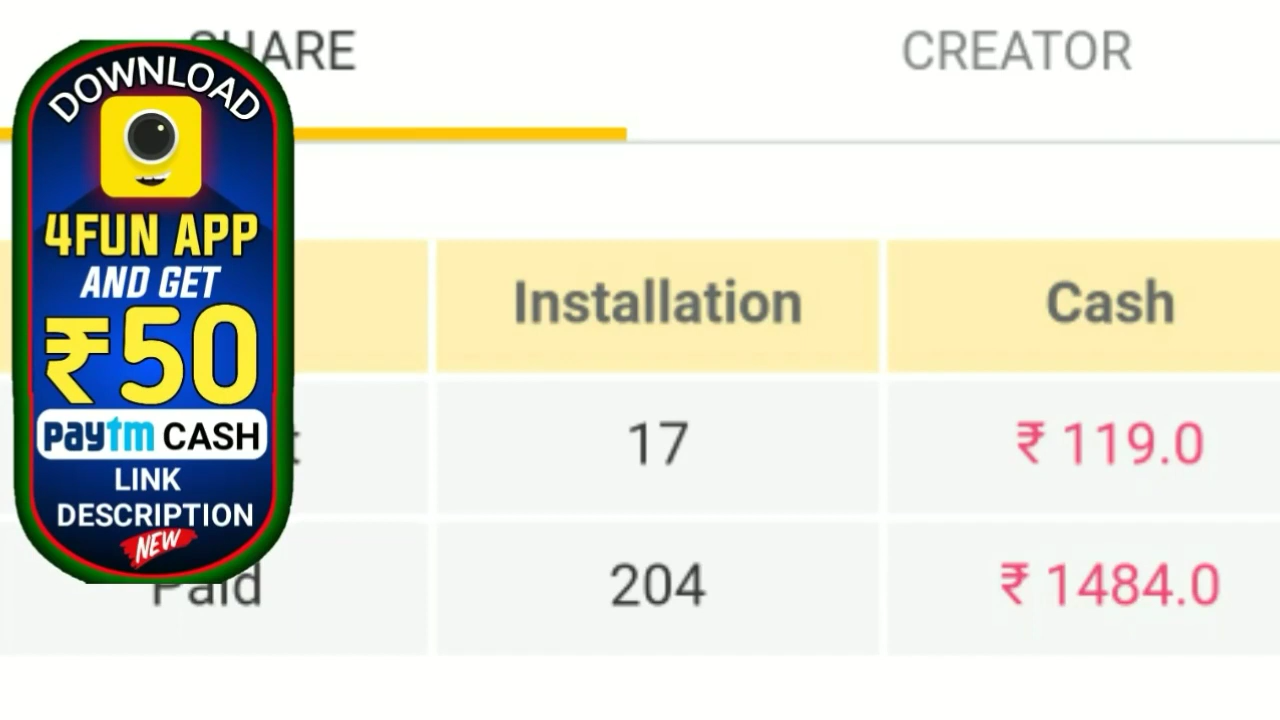 SHARE
CREATOR
DOWNLOAD
4FUN APP
AND GET
₹50
paytm CASH
LINK
DESCRIPTION
NEW
Installation
Cash
17
₹ 119.0
Paid
204
₹ 1484.0